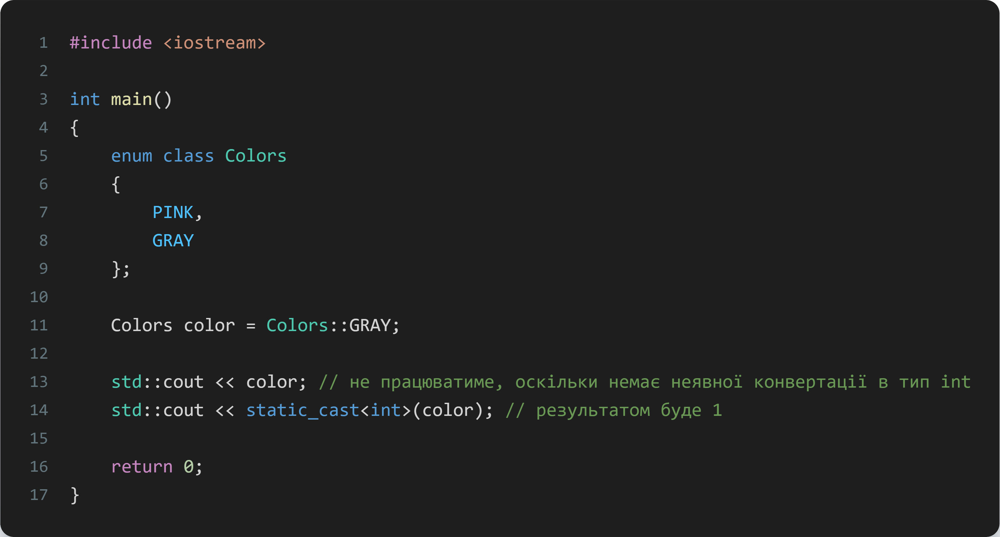 1 #include <iostream>
2
3 int main()
4 {
5     enum class Colors
6     {
7         PINK,
8         GRAY
9     };
10
11     Colors color = Colors::GRAY;
12
13     std::cout << color; // не працюватиме, оскільки немає неявної конвертації в тип int
14     std::cout << static_cast<int>(color); // результатом буде 1
15
16     return 0;
17 }